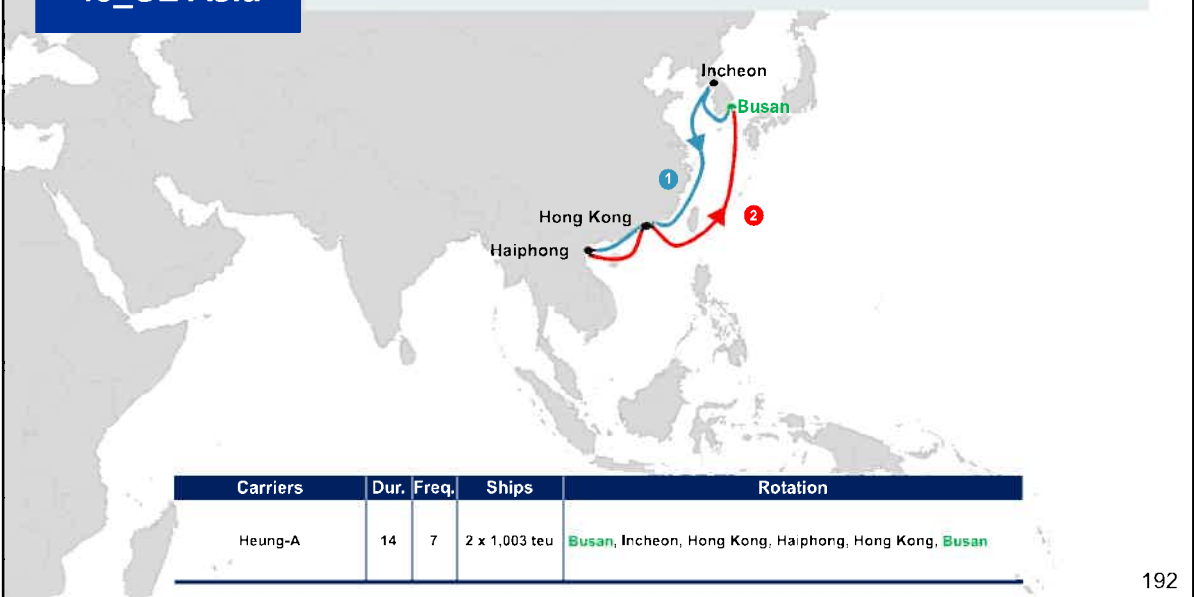 Incheon
Busan
1
Hong Kong
2
Haiphong
Carriers Dur. Freq. Ships Rotation
Heung-A 14 7 2 x 1,003 teu Busan, Incheon, Hong Kong, Haiphong, Hong Kong, Busan
192